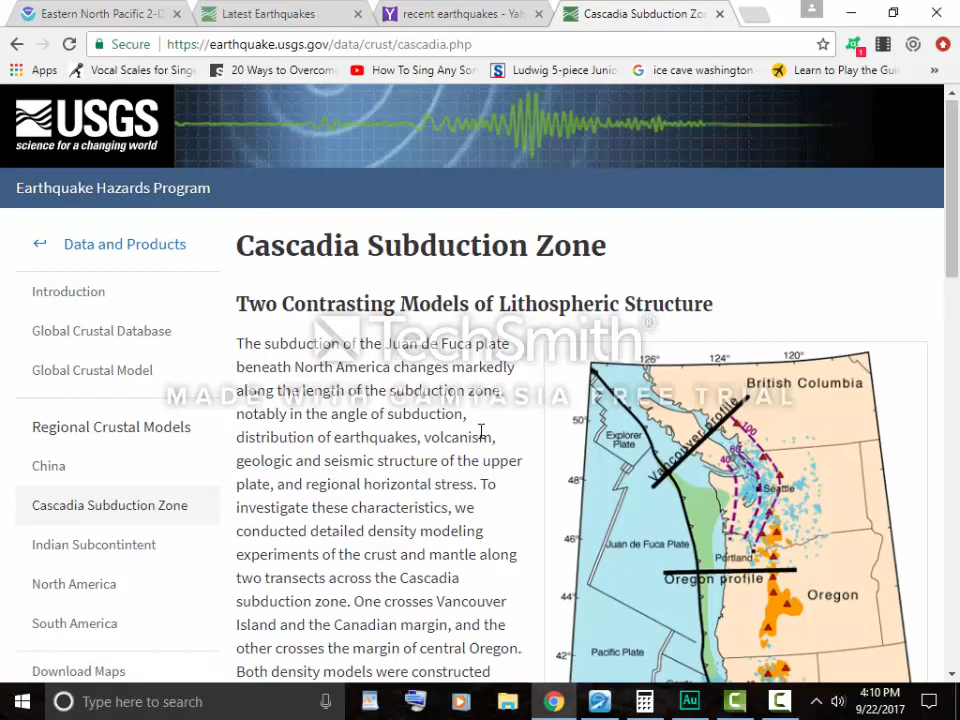 Eastern North Pacific 2-D
Latest Earthquakes
recent earthquakes - Yah
Cascadia Subduction Zon
Secure
https://earthquake.usgs.gov/data/crust/cascadia.php
1
Apps
Vocal Scales for Sing
20 Ways to Overcom
How To Sing Any Son
Ludwig 5-piece Junio
ice cave washington
Learn to Play the Gui
»
USGS
science for a changing world
Earthquake Hazards Program
Data and Products
Introduction
Global Crustal Database
Global Crustal Model
Regional Crustal Models
China
Cascadia Subduction Zone
Indian Subcontintent
North America
South America
Download Maps
Cascadia Subduction Zone
Two Contrasting Models of Lithospheric Structure
The subduction of the Juan de Fuca plate
beneath North America changes markedly
along the length of the subduction zone,
notably in the angle of subduction,
distribution of earthquakes, volcanism,
geologic and seismic structure of the upper
plate, and regional horizontal stress. To
investigate these characteristics, we
conducted detailed density modeling
experiments of the crust and mantle along
two transects across the Cascadia
subduction zone. One crosses Vancouver
Island and the Canadian margin, and the
other crosses the margin of central Oregon.
Both density models were constructed
TechSmith®
MADE WITH CAMTASIA FREE TRIAL
126°
124°
120°
British Columbia
50°
Explorer
Plate
Vancouver profile
100
60
40
48°
Seattle
46°
Juan de Fuca Plate
Portland
Oregon profile
44°
Oregon
Pacific Plate
42°
Type here to search
Au
4:10 PM
9/22/2017